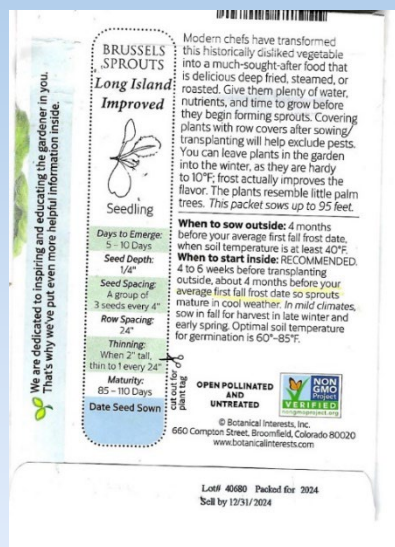 We are dedicated to inspiring and educating the gardener in you.
That's why we've put even more helpful information inside.
BRUSSELS
SPROUTS
Long Island
Improved
Seedling
Days to Emerge:
5 – 10 Days
Seed Depth:
1/4"
Seed Spacing:
A group of
3 seeds every 4"
Row Spacing:
24"
Thinning:
When 2" tall,
thin to 1 every 24"
Maturity:
85 – 110 Days
Date Seed Sown
cut out for
plant tag
Modern chefs have transformed
this historically disliked vegetable
into a much-sought-after food that
is delicious deep fried, steamed, or
roasted. Give them plenty of water,
nutrients, and time to grow before
they begin forming sprouts. Covering
plants with row covers after sowing/
transplanting will help exclude pests.
You can leave plants in the garden
into the winter, as they are hardy
to 10°F; frost actually improves the
flavor. The plants resemble little palm
trees. This packet sows up to 95 feet.
When to sow outside: 4 months
before your average first fall frost date,
when soil temperature is at least 40°F.
When to start inside: RECOMMENDED.
4 to 6 weeks before transplanting
outside, about 4 months before your
average first fall frost date so sprouts
mature in cool weather. In mild climates,
sow in fall for harvest in late winter and
early spring. Optimal soil temperature
for germination is 60°–85°F.
OPEN POLLINATED
AND
UNTREATED
NON
GMO
Project
VERIFIED
nongmoproject.org
© Botanical Interests, Inc.
660 Compton Street, Broomfield, Colorado 80020
www.botanicalinterests.com
Lot# 40680 Packed for 2024
Sell by 12/31/2024